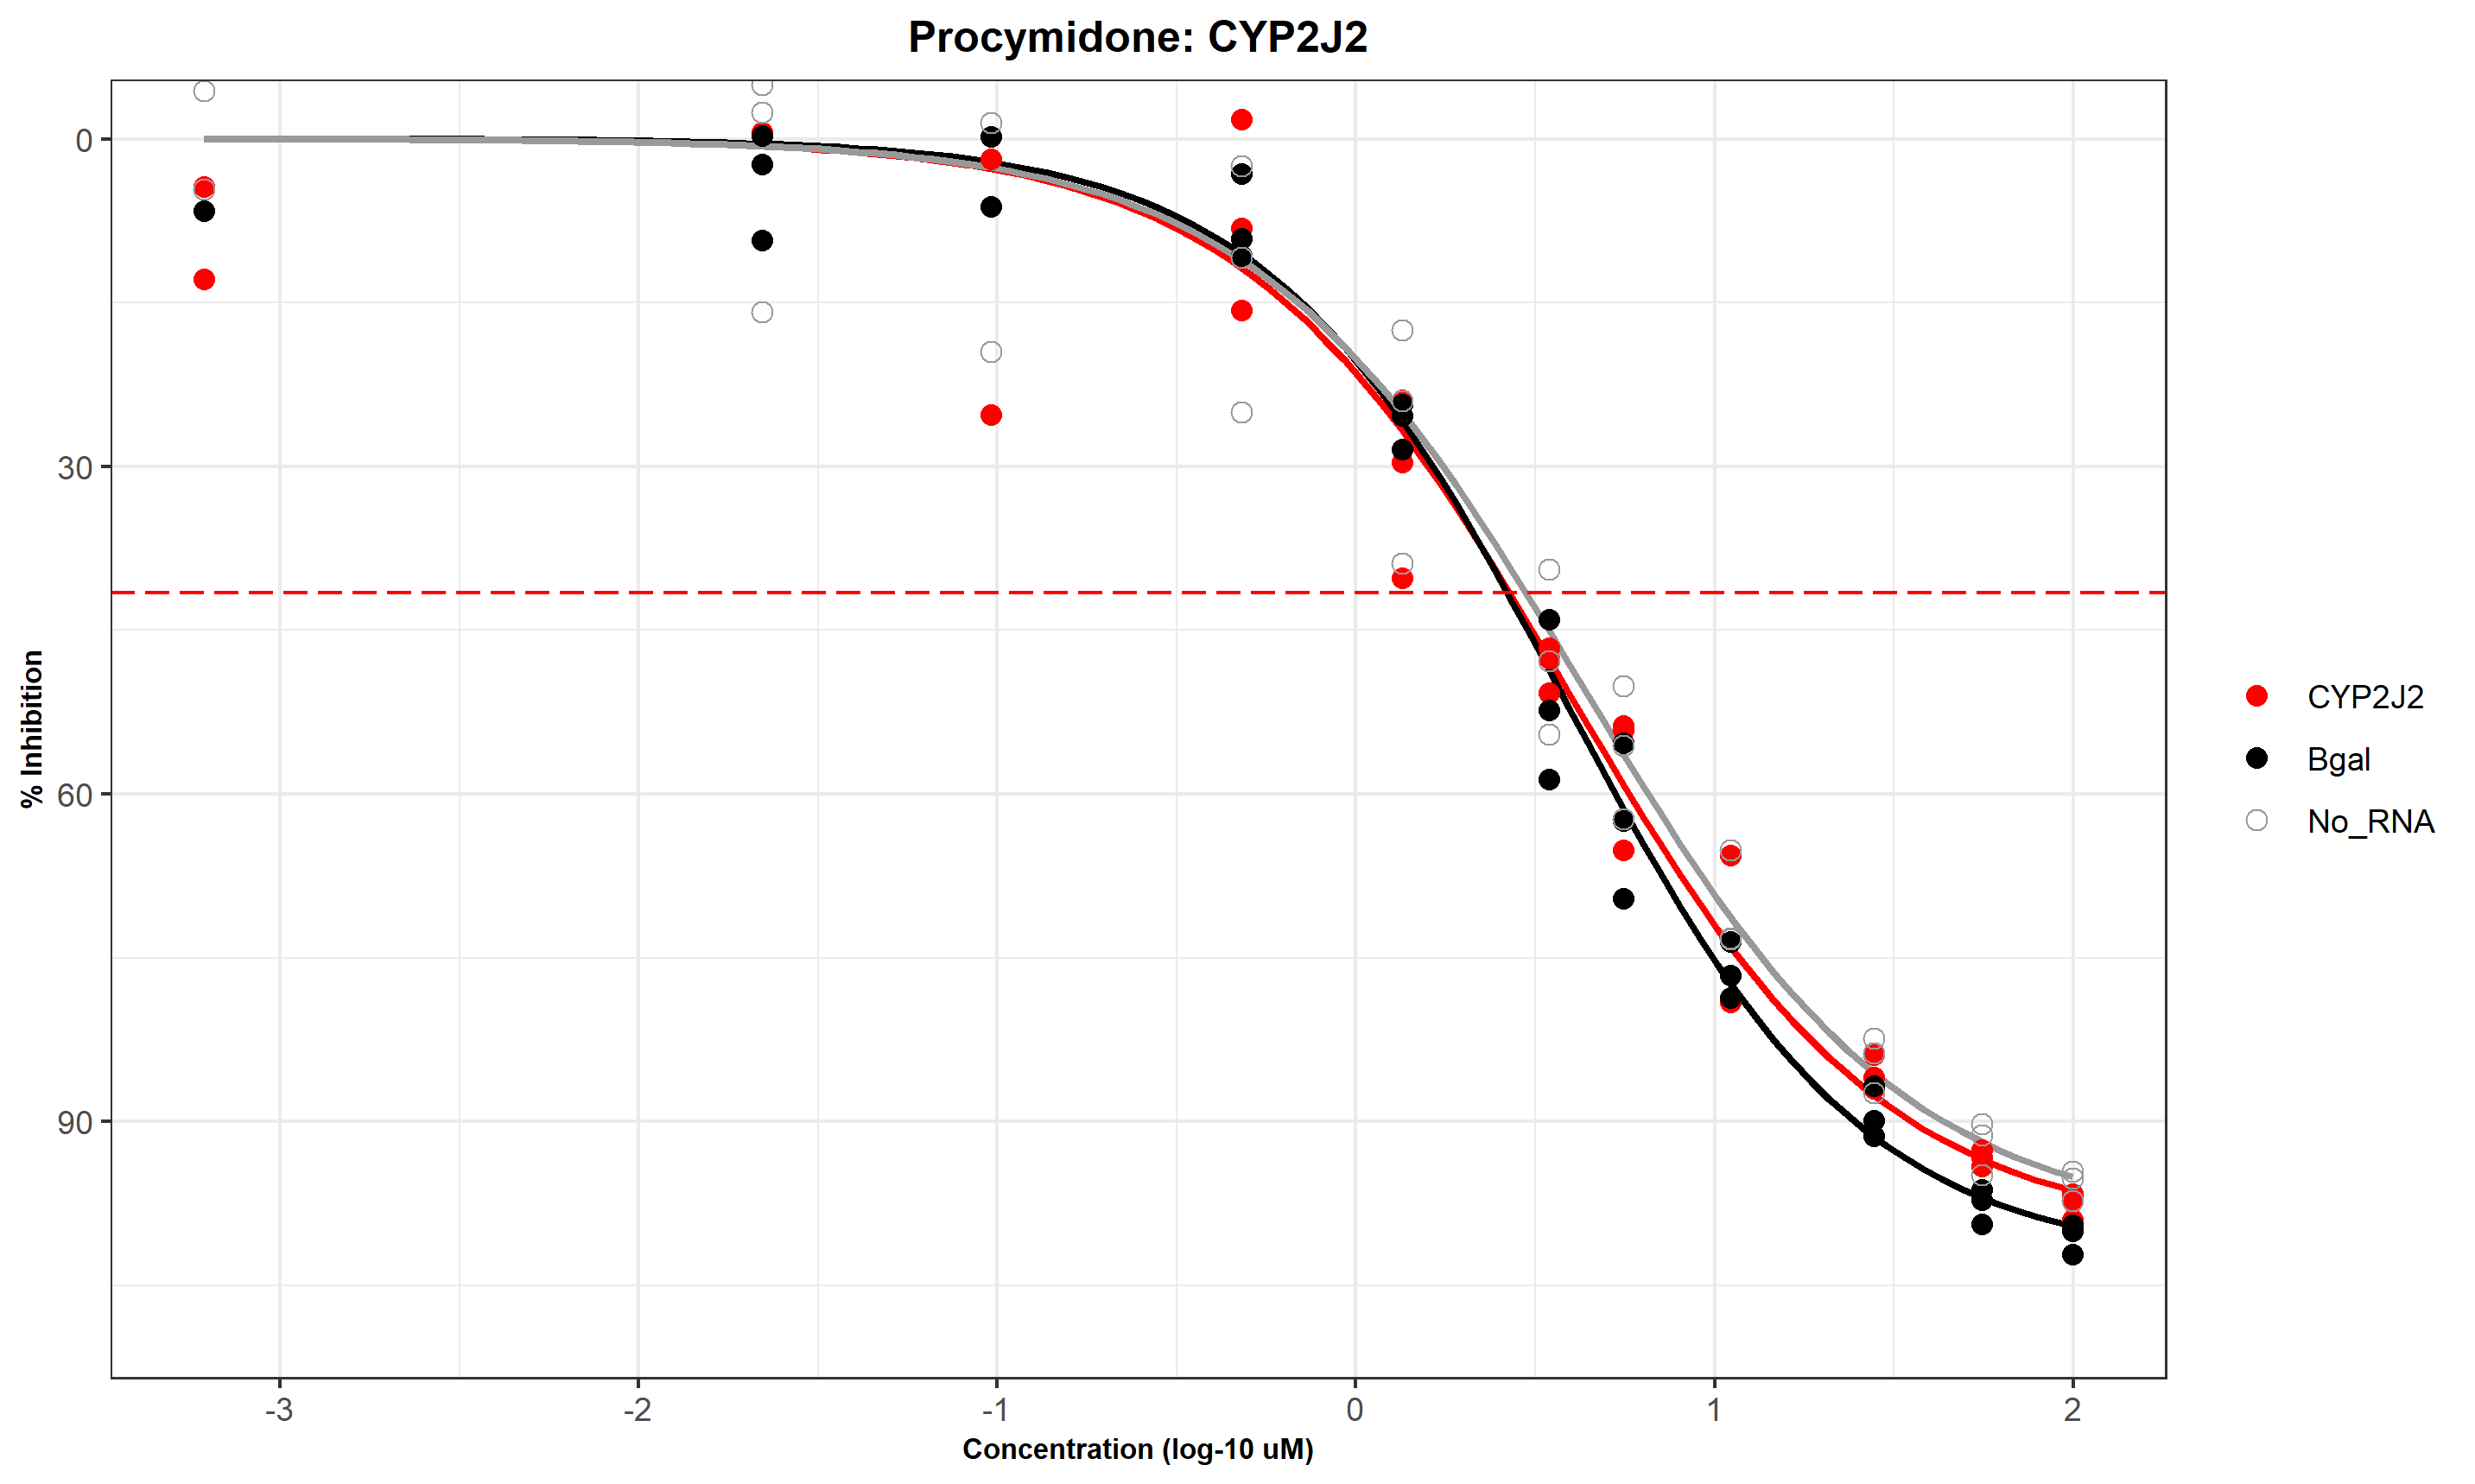 Procymidone: CYP2J2
% Inhibition
0
30
60
90
-3
-2
-1
0
1
2
Concentration (log-10 uM)
CYP2J2
Bgal
No_RNA